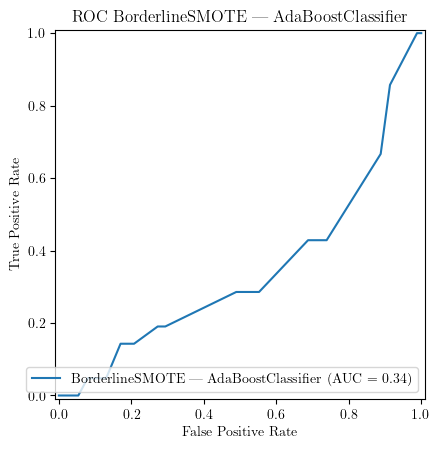 ROC BorderlineSMOTE — AdaBoostClassifier
True Positive Rate
1.0
0.8
0.6
0.4
0.2
0.0
BorderlineSMOTE — AdaBoostClassifier (AUC = 0.34)
0.0 0.2 0.4 0.6 0.8 1.0
False Positive Rate